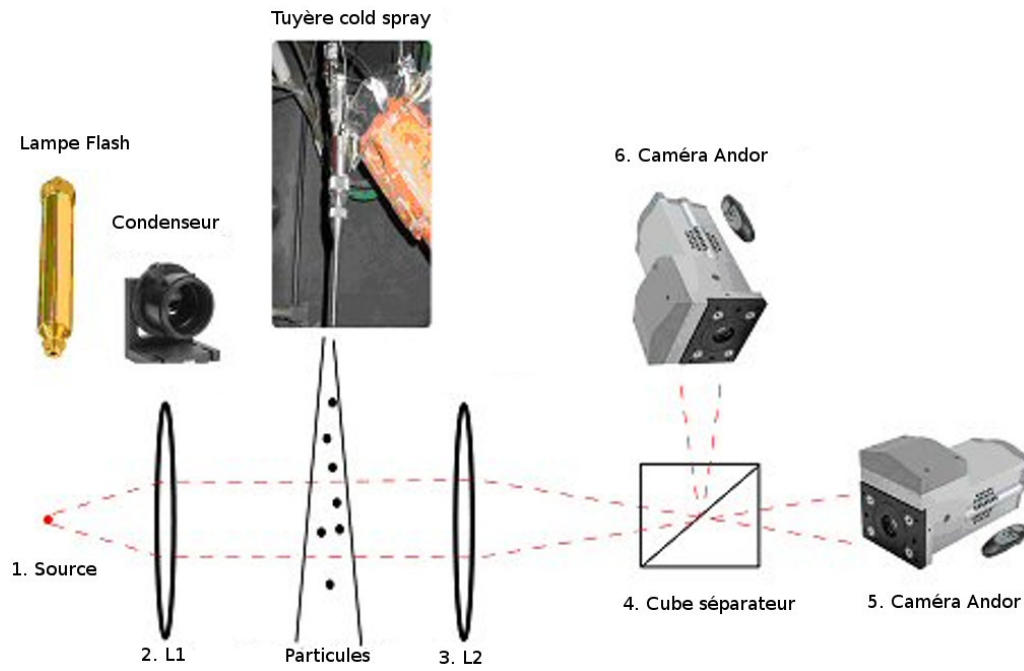 Tuyère cold spray
Lampe Flash
Condenseur
6. Caméra Andor
1. Source
2. L1
Particules
3. L2
4. Cube séparateur
5. Caméra Andor